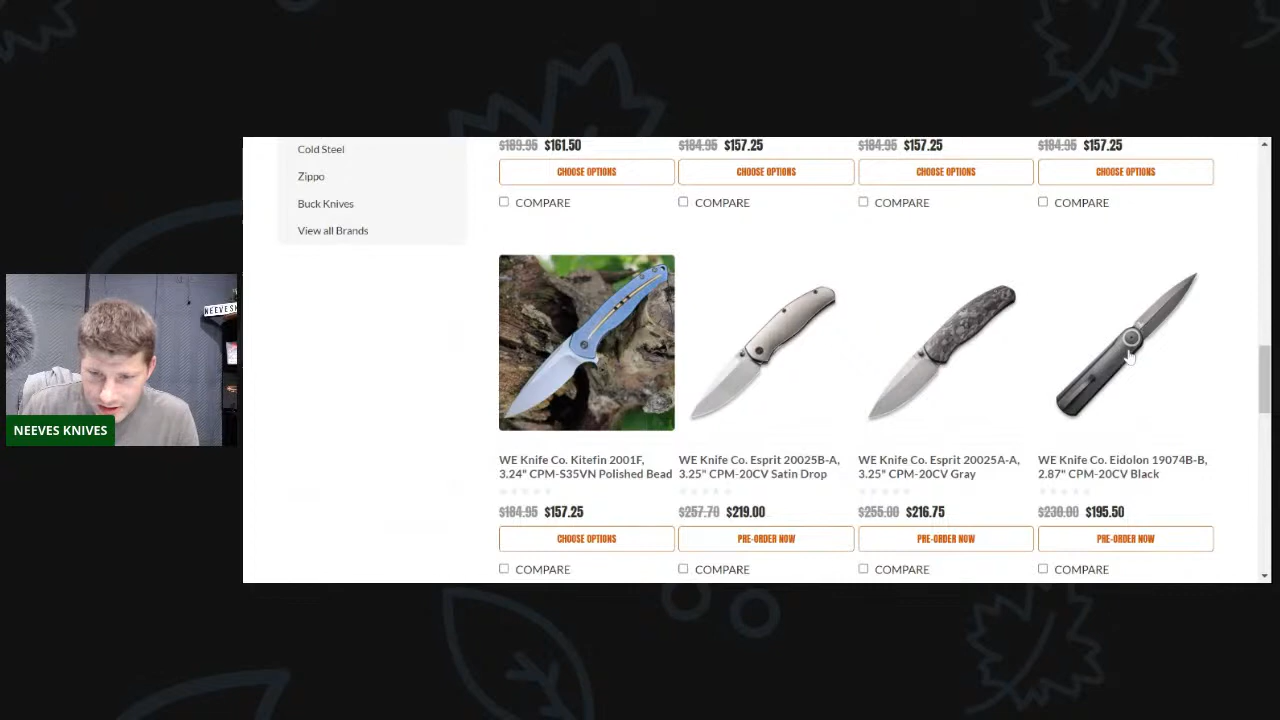 Cold Steel
Zippo
Buck Knives
View all Brands
$189.95 $161.50
$184.95 $157.25
$184.95 $157.25
$184.95 $157.25
CHOOSE OPTIONS
CHOOSE OPTIONS
CHOOSE OPTIONS
CHOOSE OPTIONS
COMPARE
COMPARE
COMPARE
COMPARE
NEEVES
NEEVES KNIVES
WE Knife Co. Kitefin 2001F,
3.24" CPM-S35VN Polished Bead
WE Knife Co. Esprit 20025B-A,
3.25" CPM-20CV Satin Drop
WE Knife Co. Esprit 20025A-A,
3.25" CPM-20CV Gray
WE Knife Co. Eidolon 19074B-B,
2.87" CPM-20CV Black
$184.95 $157.25
$257.70 $219.00
$255.00 $216.75
$230.00 $195.50
CHOOSE OPTIONS
PRE-ORDER NOW
PRE-ORDER NOW
PRE-ORDER NOW
COMPARE
COMPARE
COMPARE
COMPARE